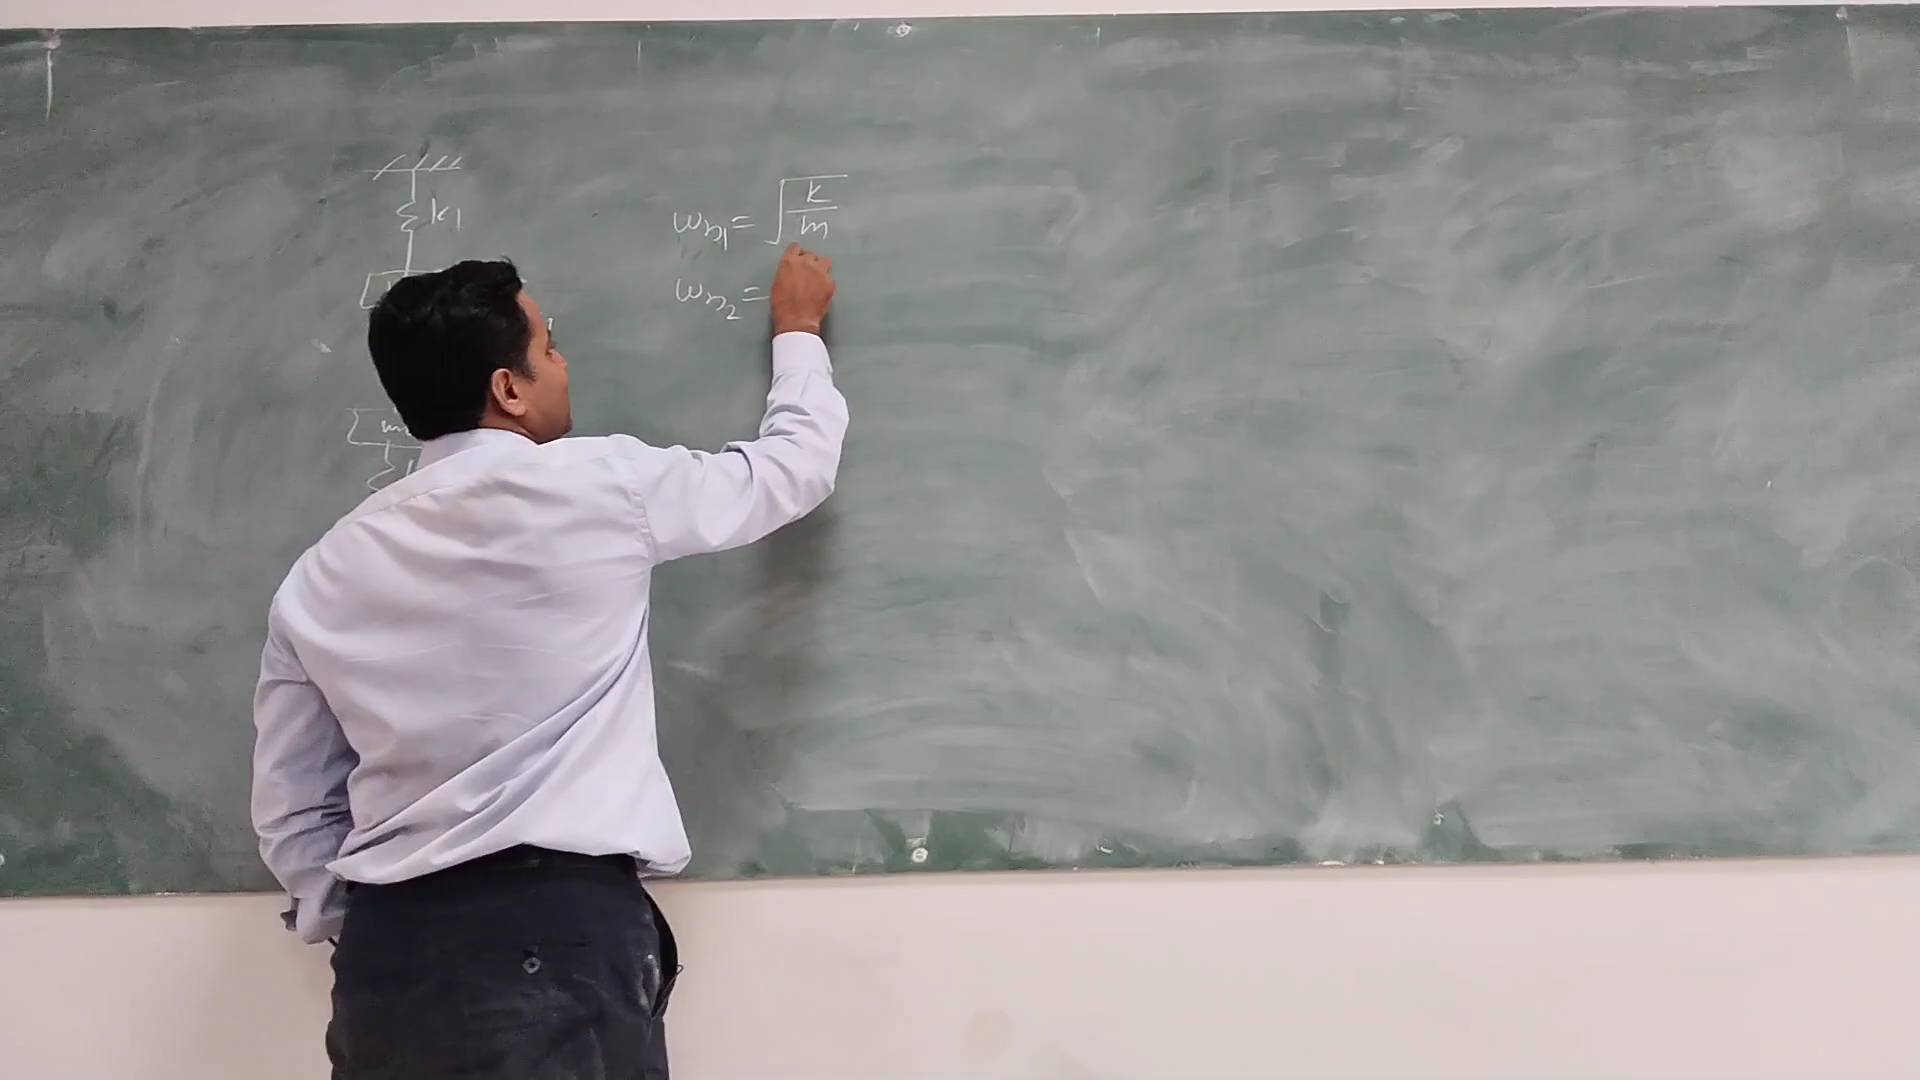 k1
ωn1 = √(k/m)
ωn2 =
m